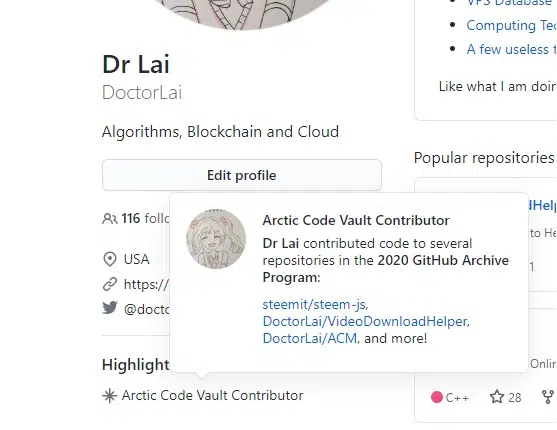 VPS Database
Computing Te
A few useless t
Like what I am doin
Dr Lai
DoctorLai
Algorithms, Blockchain and Cloud
Edit profile
Popular repositories
116 follo
USA
https:/
@docto
Highlight
Arctic Code Vault Contributor
Arctic Code Vault Contributor
Dr Lai contributed code to several
repositories in the 2020 GitHub Archive
Program:
steemit/steem-js,
DoctorLai/VideoDownloadHelper,
DoctorLai/ACM, and more!
dHelp
to He
1
Onlin
C++ 28